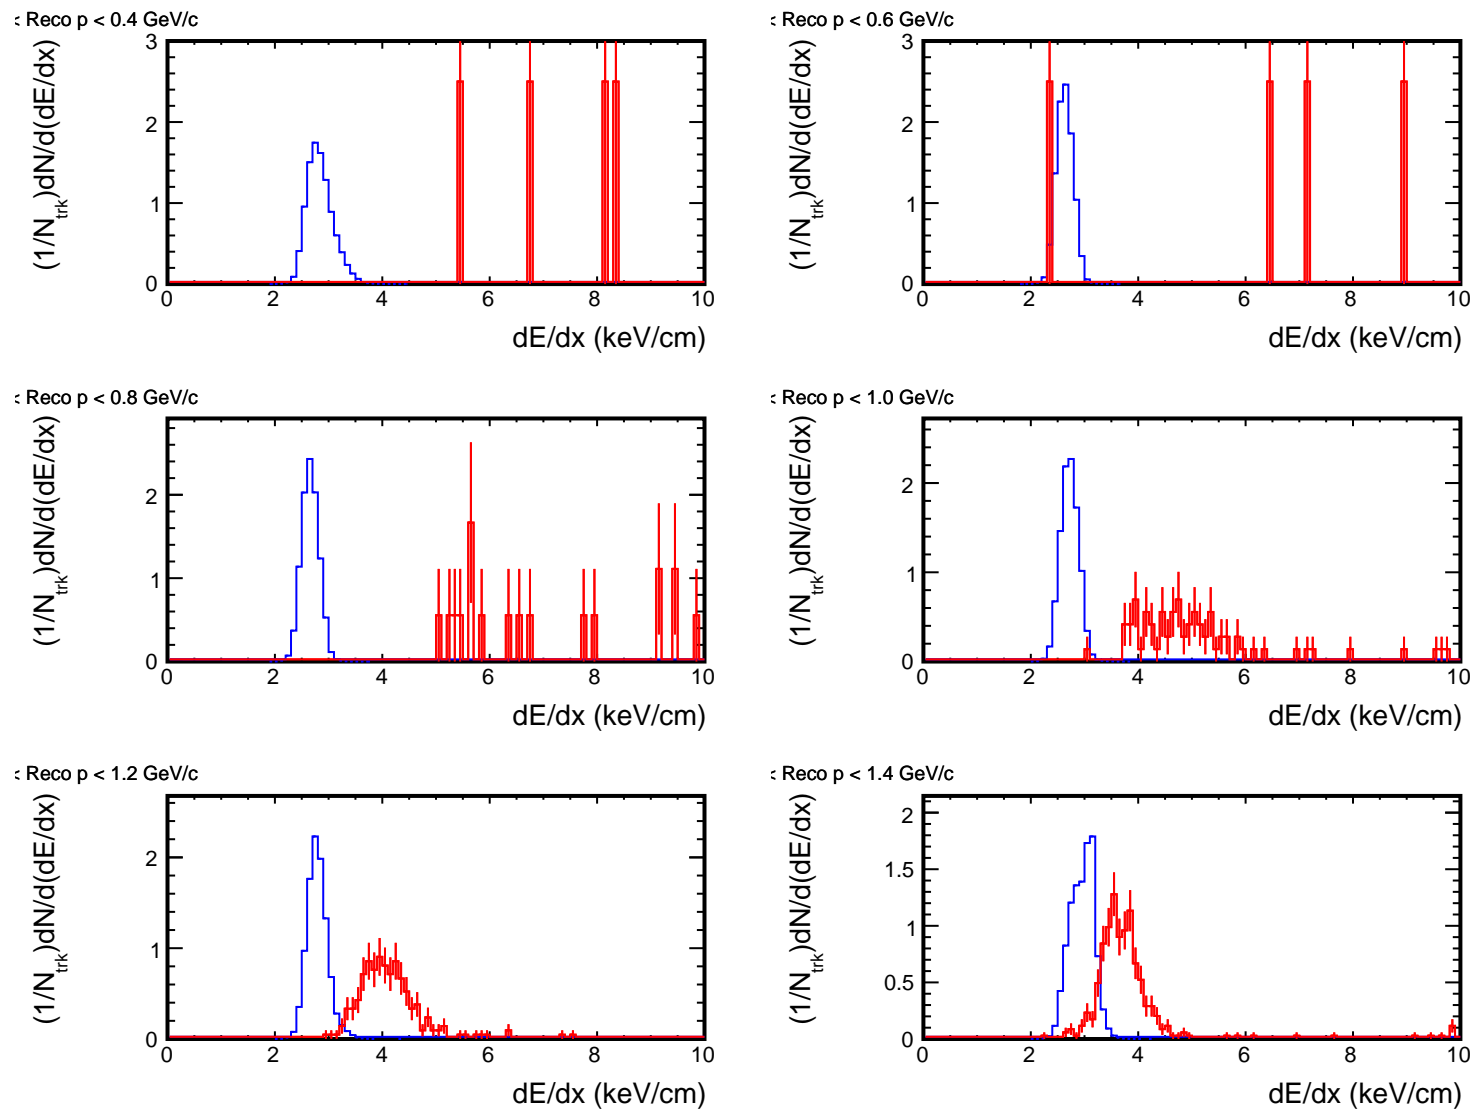 < Reco p < 0.4 GeV/c
(1/N_trk)dN/d(dE/dx)
3
2
1
0
0 2 4 6 8 10
dE/dx (keV/cm)
< Reco p < 0.6 GeV/c
(1/N_trk)dN/d(dE/dx)
3
2
1
0
0 2 4 6 8 10
dE/dx (keV/cm)
< Reco p < 0.8 GeV/c
(1/N_trk)dN/d(dE/dx)
2
1
0
0 2 4 6 8 10
dE/dx (keV/cm)
< Reco p < 1.0 GeV/c
(1/N_trk)dN/d(dE/dx)
2
1
0
0 2 4 6 8 10
dE/dx (keV/cm)
< Reco p < 1.2 GeV/c
(1/N_trk)dN/d(dE/dx)
2
1
0
0 2 4 6 8 10
dE/dx (keV/cm)
< Reco p < 1.4 GeV/c
(1/N_trk)dN/d(dE/dx)
2
1.5
1
0.5
0
0 2 4 6 8 10
dE/dx (keV/cm)